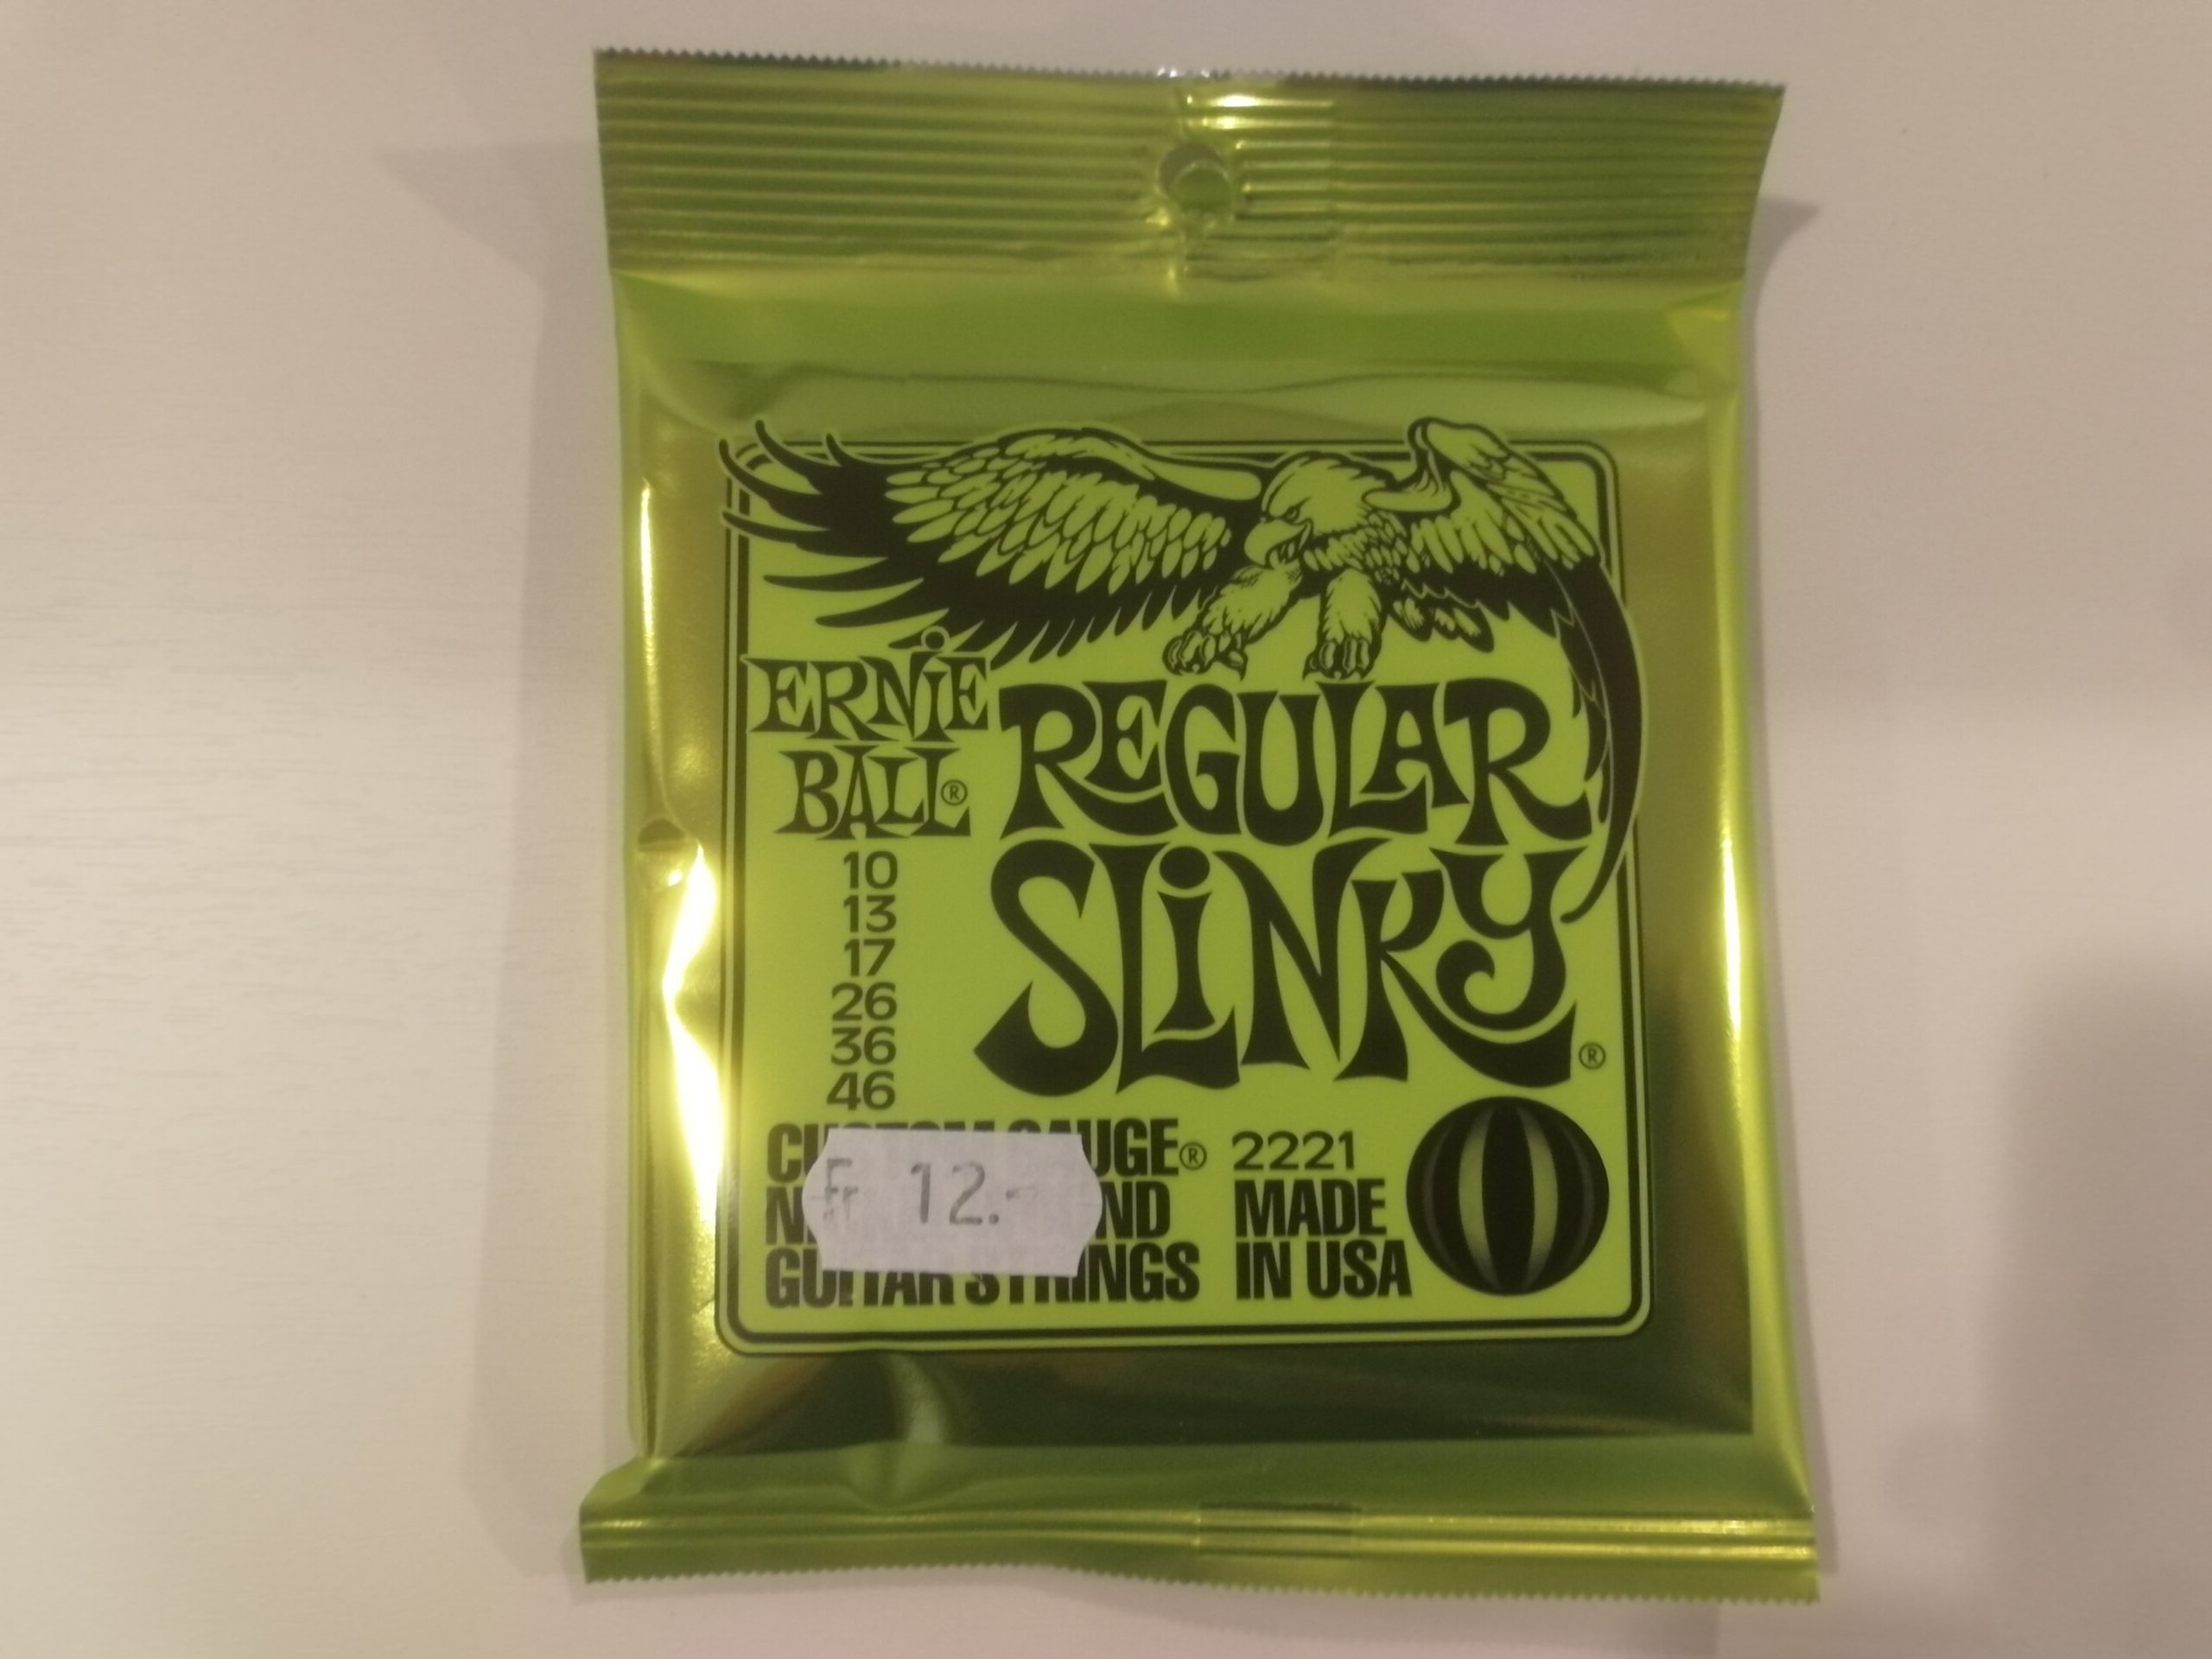 ERNiE
BALL®
REGULAR
SLiNKY®
10
13
17
26
36
46
GUITAR STRINGS
2221
MADE
IN USA
Fr 12.-